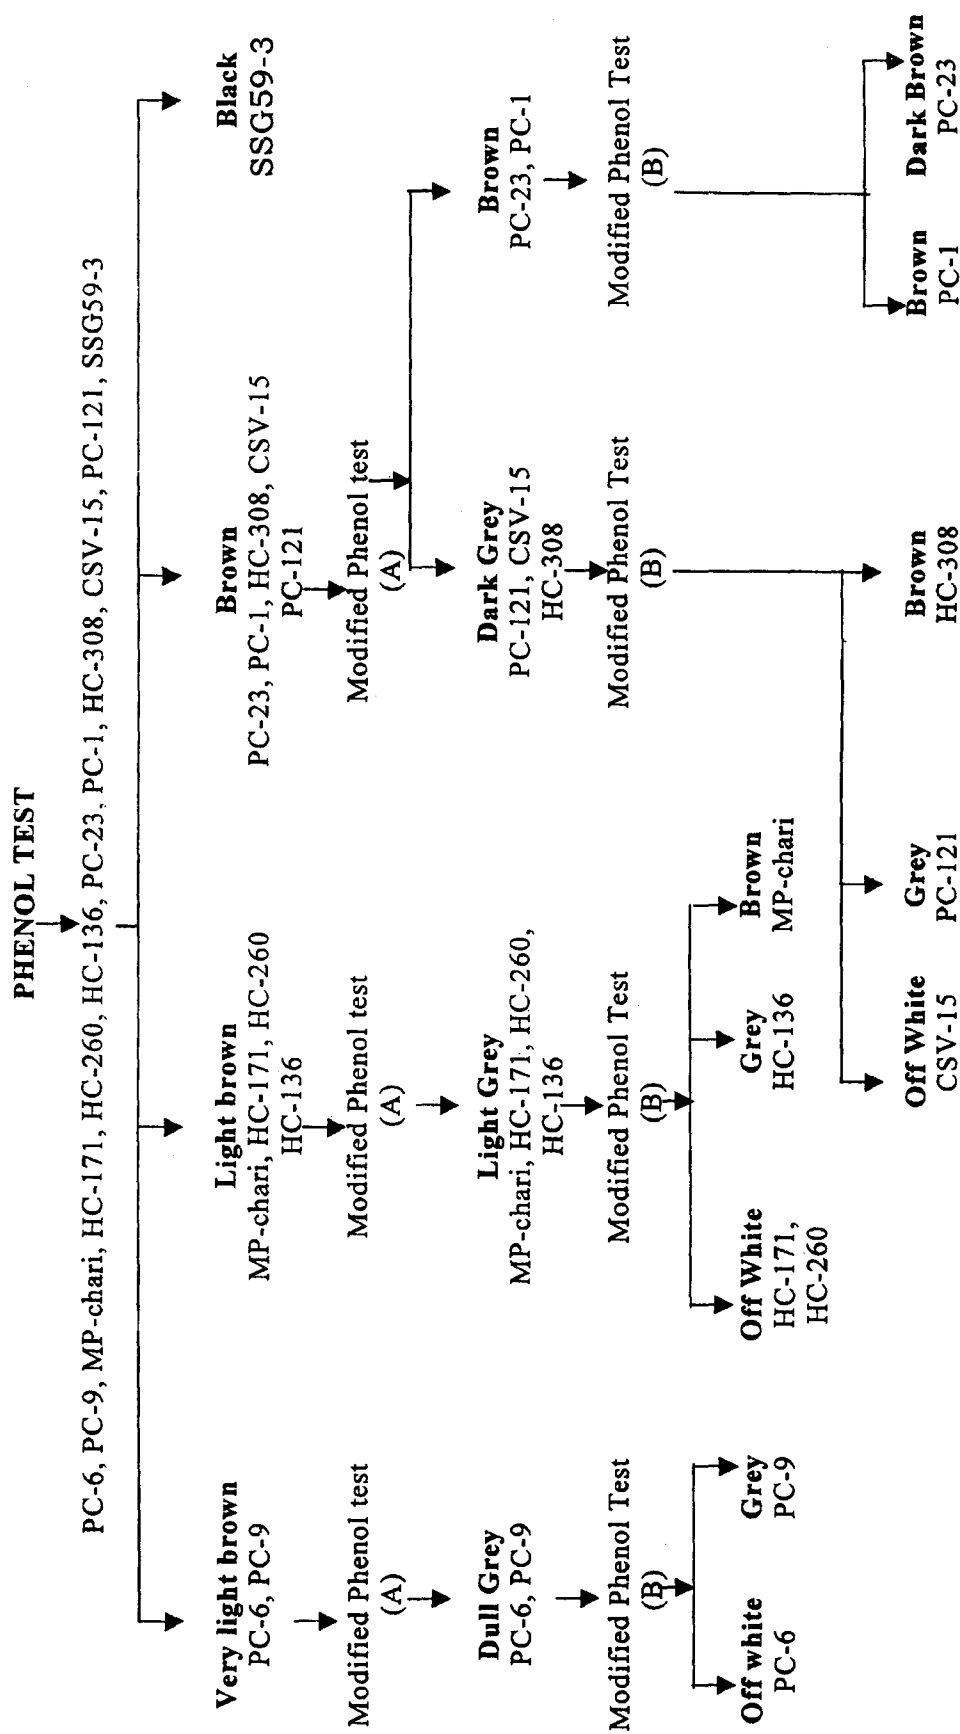 PHENOL TEST
PC-6, PC-9, MP-chari, HC-171, HC-260, HC-136, PC-23, PC-1, HC-308, CSV-15, PC-121, SSG59-3
Very light brown
PC-6, PC-9
Modified Phenol test
(A)
Dull Grey
PC-6, PC-9
Modified Phenol Test
(B)
Off white
PC-6
Grey
PC-9
Light brown
MP-chari, HC-171, HC-260
HC-136
Modified Phenol test
(A)
Light Grey
MP-chari, HC-171, HC-260,
HC-136
Modified Phenol Test
(B)
Off White
HC-171,
HC-260
Grey
HC-136
Brown
MP-chari
Brown
PC-23, PC-1, HC-308, CSV-15
PC-121
Modified Phenol test
(A)
Dark Grey
PC-121, CSV-15
HC-308
Modified Phenol Test
(B)
Off White
CSV-15
Grey
PC-121
Brown
HC-308
Brown
PC-23, PC-1
Modified Phenol Test
(B)
Brown
PC-1
Dark Brown
PC-23
Black
SSG59-3